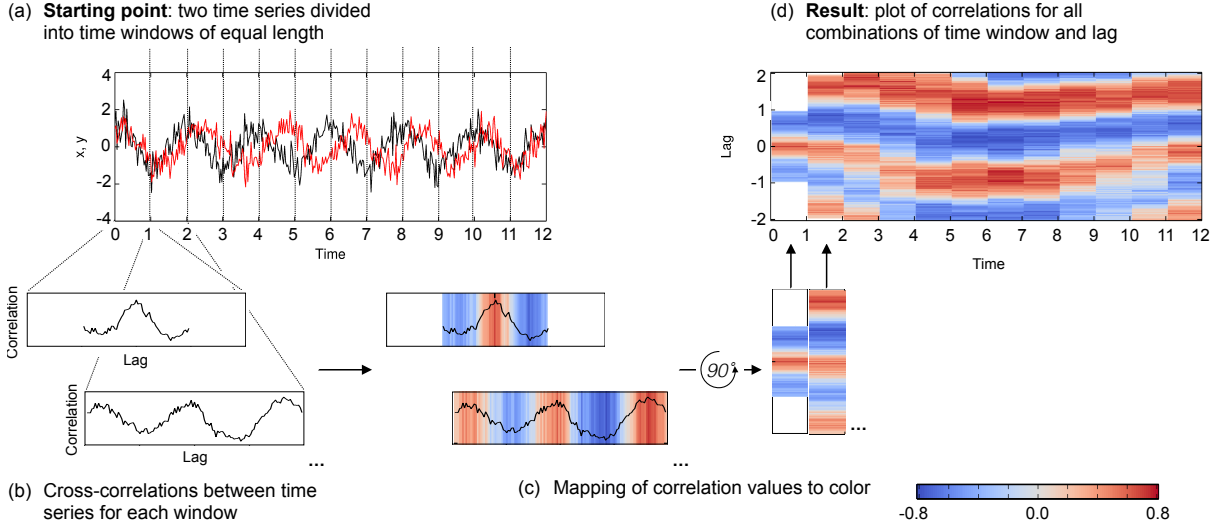 (a) Starting point: two time series divided
into time windows of equal length
4
2
0
-2
-4
x, y
0 1 2 3 4 5 6 7 8 9 10 11 12
Time
Correlation
Lag
Correlation
Lag
...
(b) Cross-correlations between time
series for each window
...
(c) Mapping of correlation values to color
90°
(d) Result: plot of correlations for all
combinations of time window and lag
2
1
0
-1
-2
Lag
0 1 2 3 4 5 6 7 8 9 10 11 12
Time
...
-0.8 0.0 0.8